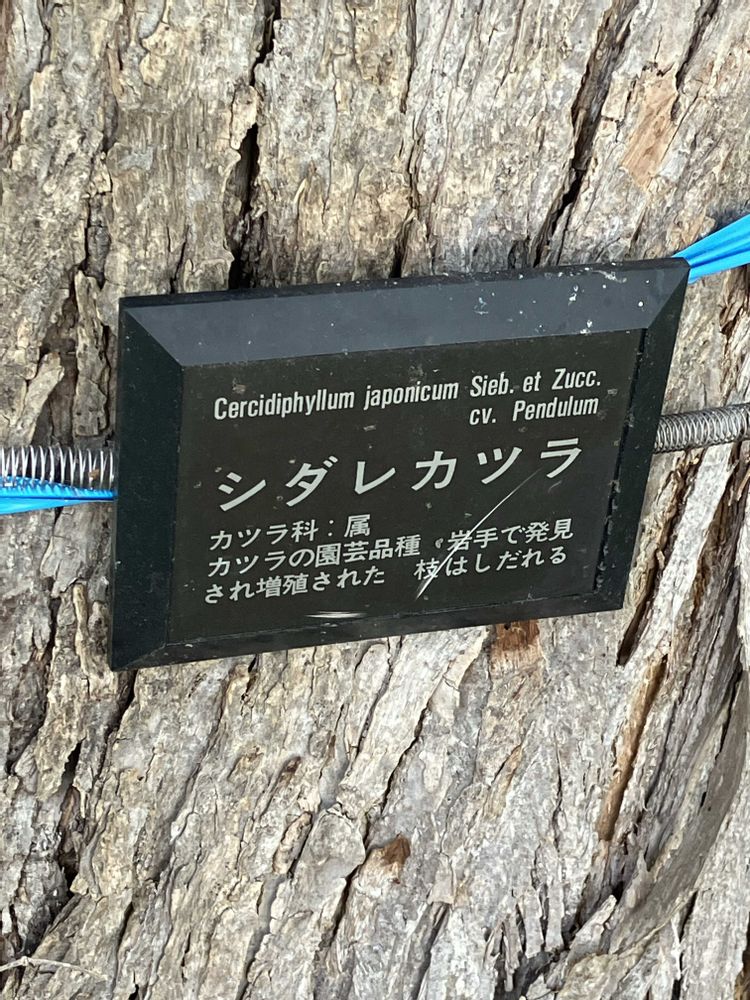 Cercidiphyllum japonicum Sieb. et Zucc.
cv. Pendulum
シダレカツラ
カツラ科：属
カツラの園芸品種 岩手で発見
され増殖された 枝はしだれる